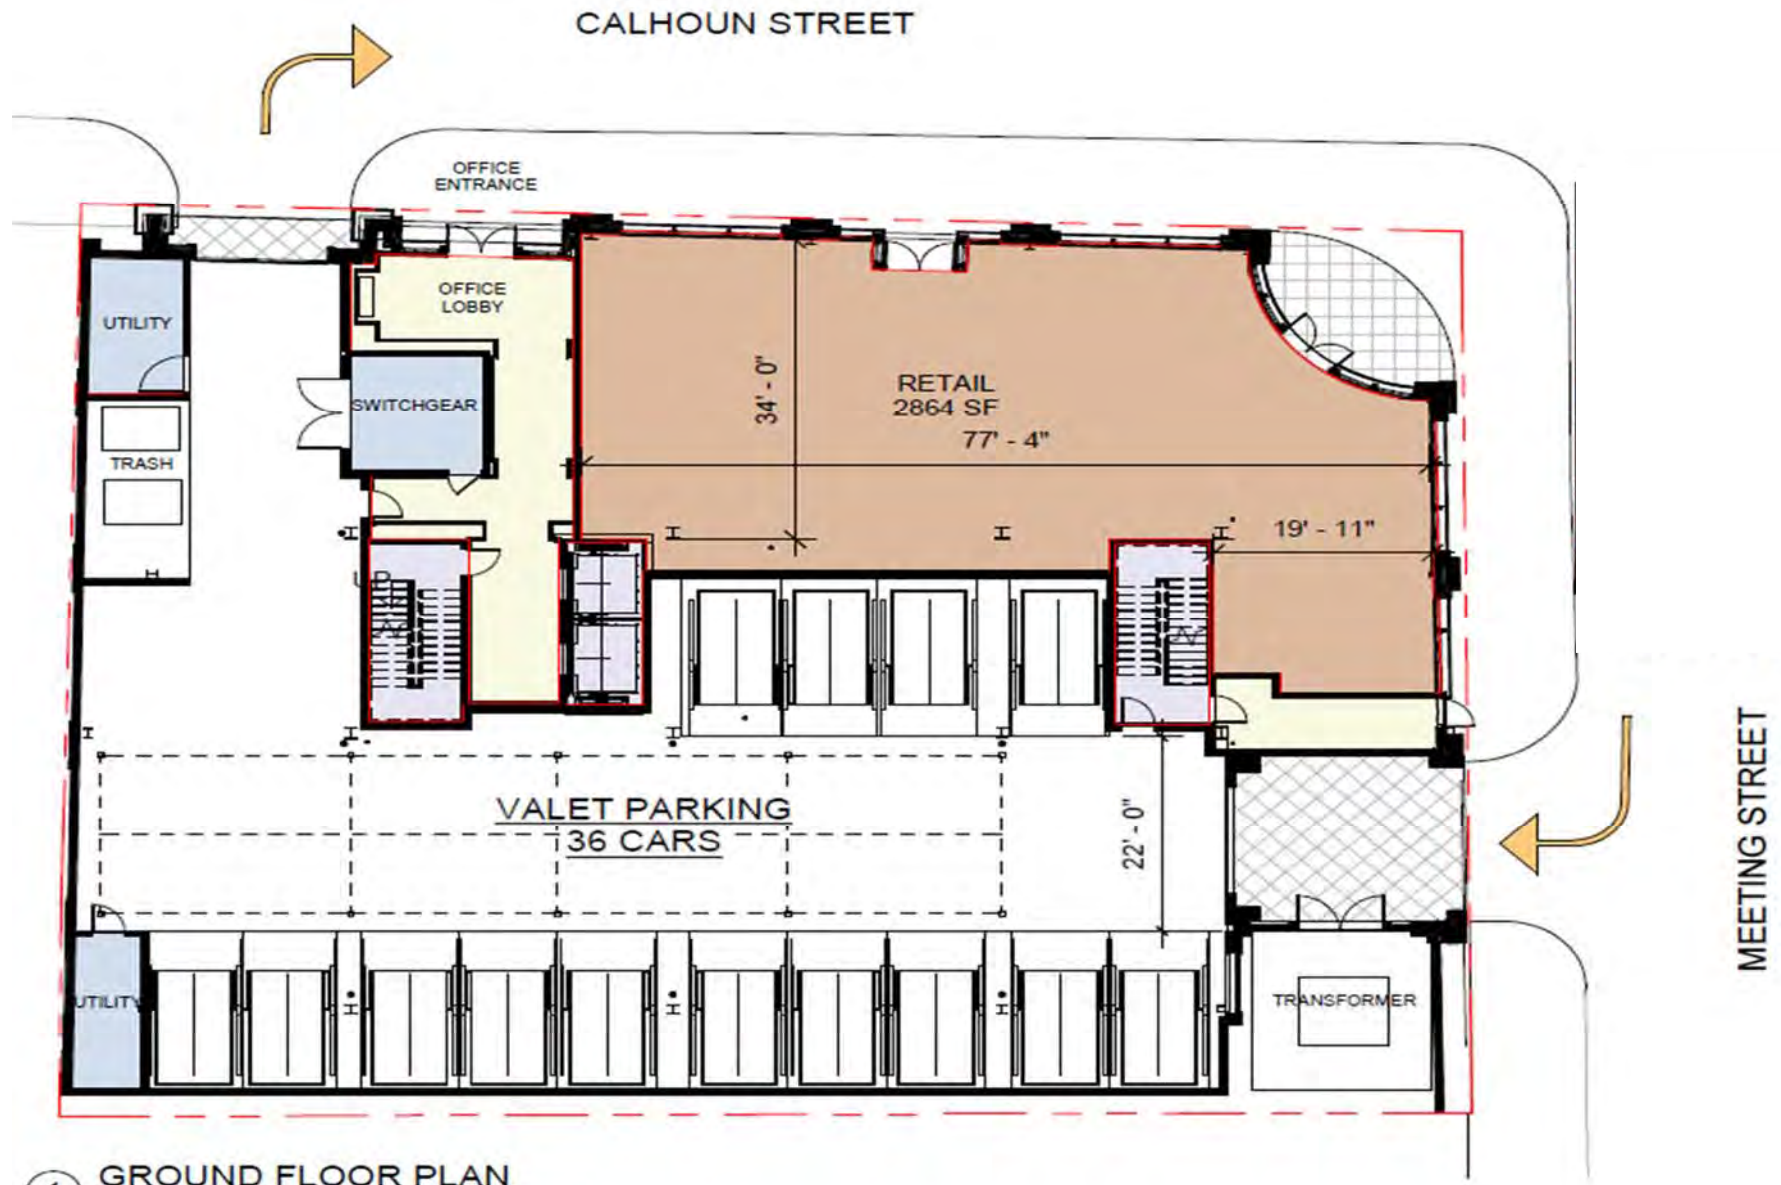 CALHOUN STREET
OFFICE
ENTRANCE
OFFICE
LOBBY
UTILITY
SWITCHGEAR
TRASH
34' - 0"
RETAIL
2864 SF
77' - 4"
19' - 11"
UP
VALET PARKING
36 CARS
22' - 0"
MEETING STREET
UTILITY
TRANSFORMER
GROUND FLOOR PLAN